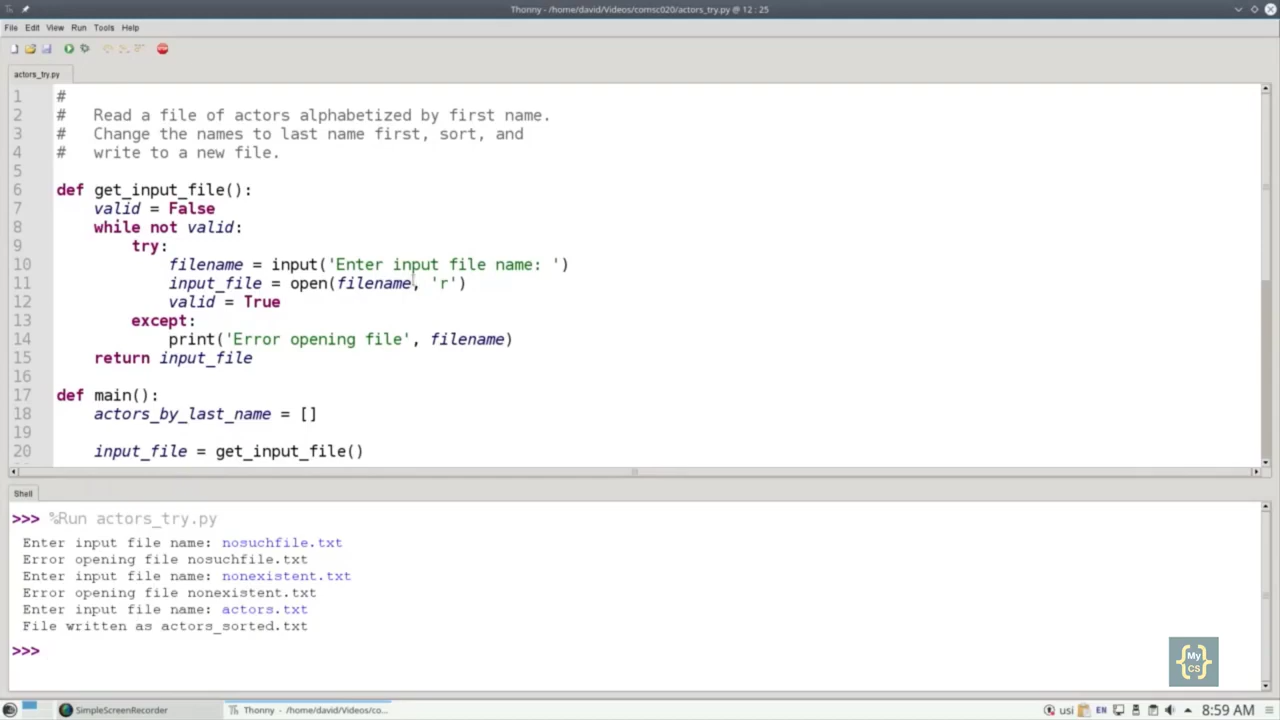 Thonny - /home/david/Videos/comsc020/actors_try.py @ 12 : 25
File Edit View Run Tools Help
actors_try.py
1 #
2 # Read a file of actors alphabetized by first name.
3 # Change the names to last name first, sort, and
4 # write to a new file.
5
6 def get_input_file():
7 valid = False
8 while not valid:
9 try:
10 filename = input('Enter input file name: ')
11 input_file = open(filename, 'r')
12 valid = True
13 except:
14 print('Error opening file', filename)
15 return input_file
16
17 def main():
18 actors_by_last_name = []
19
20 input_file = get_input_file()
Shell
>>> %Run actors_try.py
Enter input file name: nosuchfile.txt
Error opening file nosuchfile.txt
Enter input file name: nonexistent.txt
Error opening file nonexistent.txt
Enter input file name: actors.txt
File written as actors_sorted.txt
>>>
{My CS}
SimpleScreenRecorder Thonny - /home/david/Videos/co... usi EN 8:59 AM